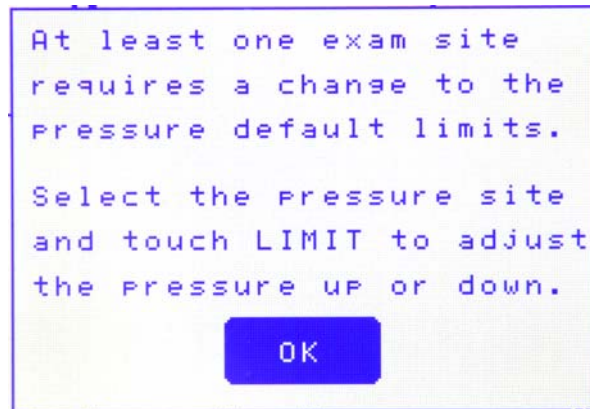 At least one exam site
requires a change to the
pressure default limits.
Select the pressure site
and touch LIMIT to adjust
the pressure up or down.
OK